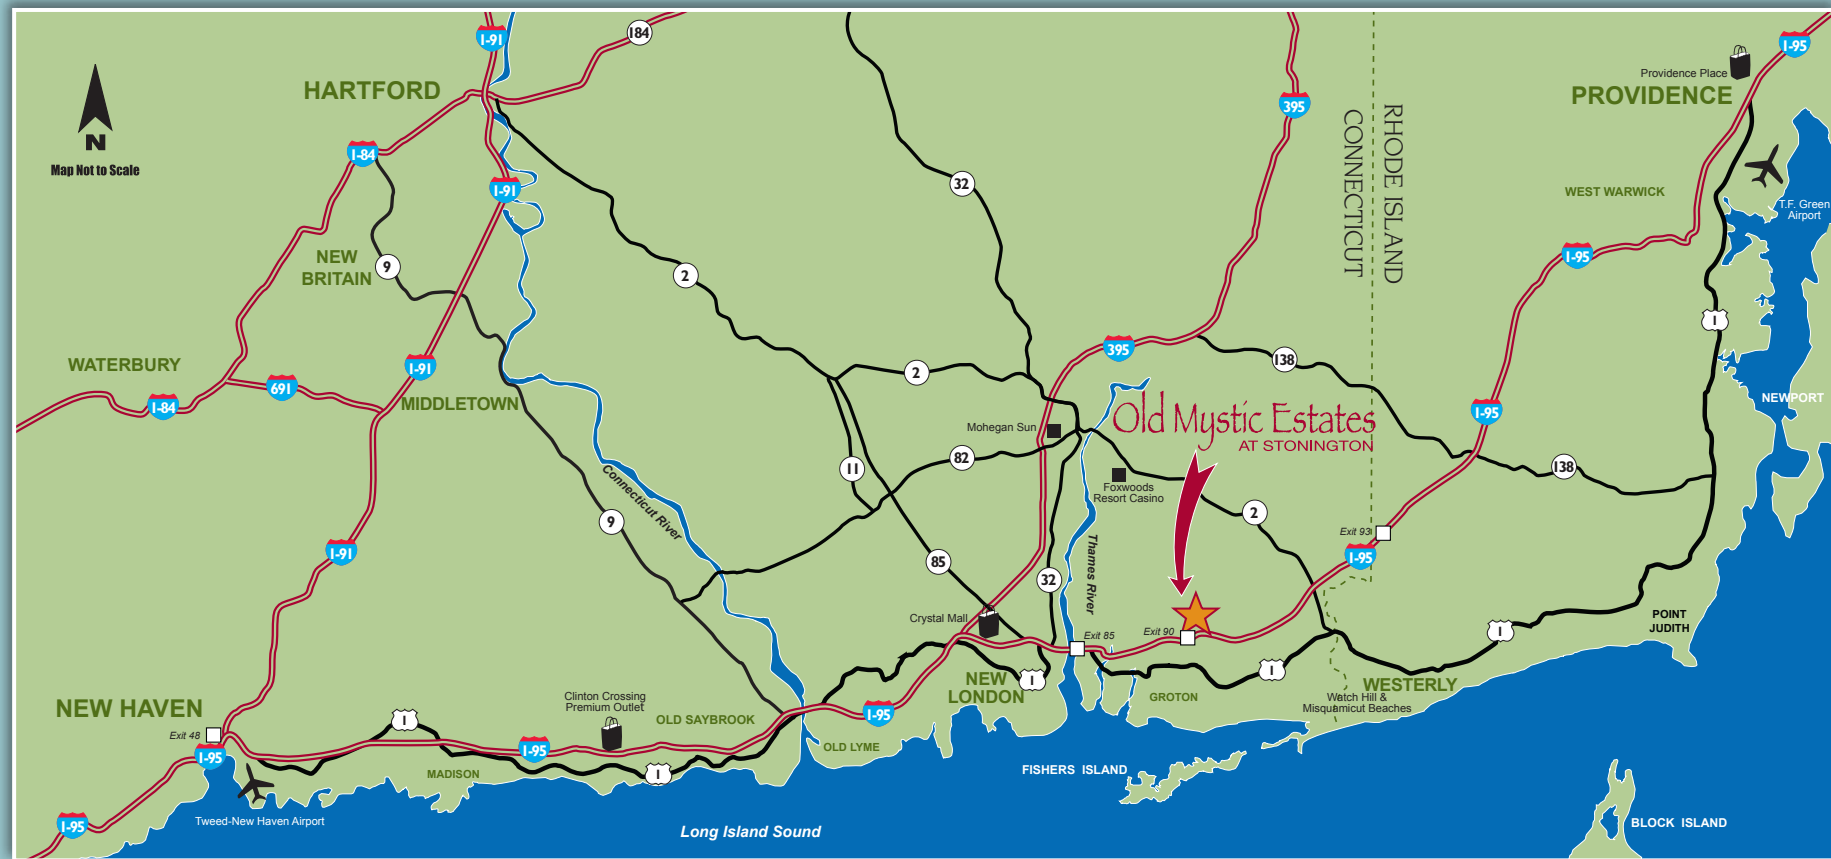 I-91
184
I-95
Providence Place
PROVIDENCE
HARTFORD
395
N
Map Not to Scale
I-84
RHODE ISLAND
CONNECTICUT
32
I-91
WEST WARWICK
T.F. Green
Airport
NEW
BRITAIN
9
2
I-95
1
WATERBURY
691
I-91
2
395
138
I-84
MIDDLETOWN
Old Mystic Estates
AT STONINGTON
I-95
NEWPORT
Mohegan Sun
82
11
138
Foxwoods
Resort Casino
Connecticut River
9
2
Exit 93
I-95
I-91
85
Thames River
32
Crystal Mall
Exit 85
Exit 90
1
POINT
JUDITH
NEW
LONDON
1
1
GROTON
WESTERLY
Watch Hill &
Misquamicut Beaches
NEW HAVEN
Exit 48
1
Clinton Crossing
Premium Outlet
OLD SAYBROOK
I-95
OLD LYME
I-95
I-95
MADISON
1
FISHERS ISLAND
Tweed-New Haven Airport
I-95
Long Island Sound
BLOCK ISLAND